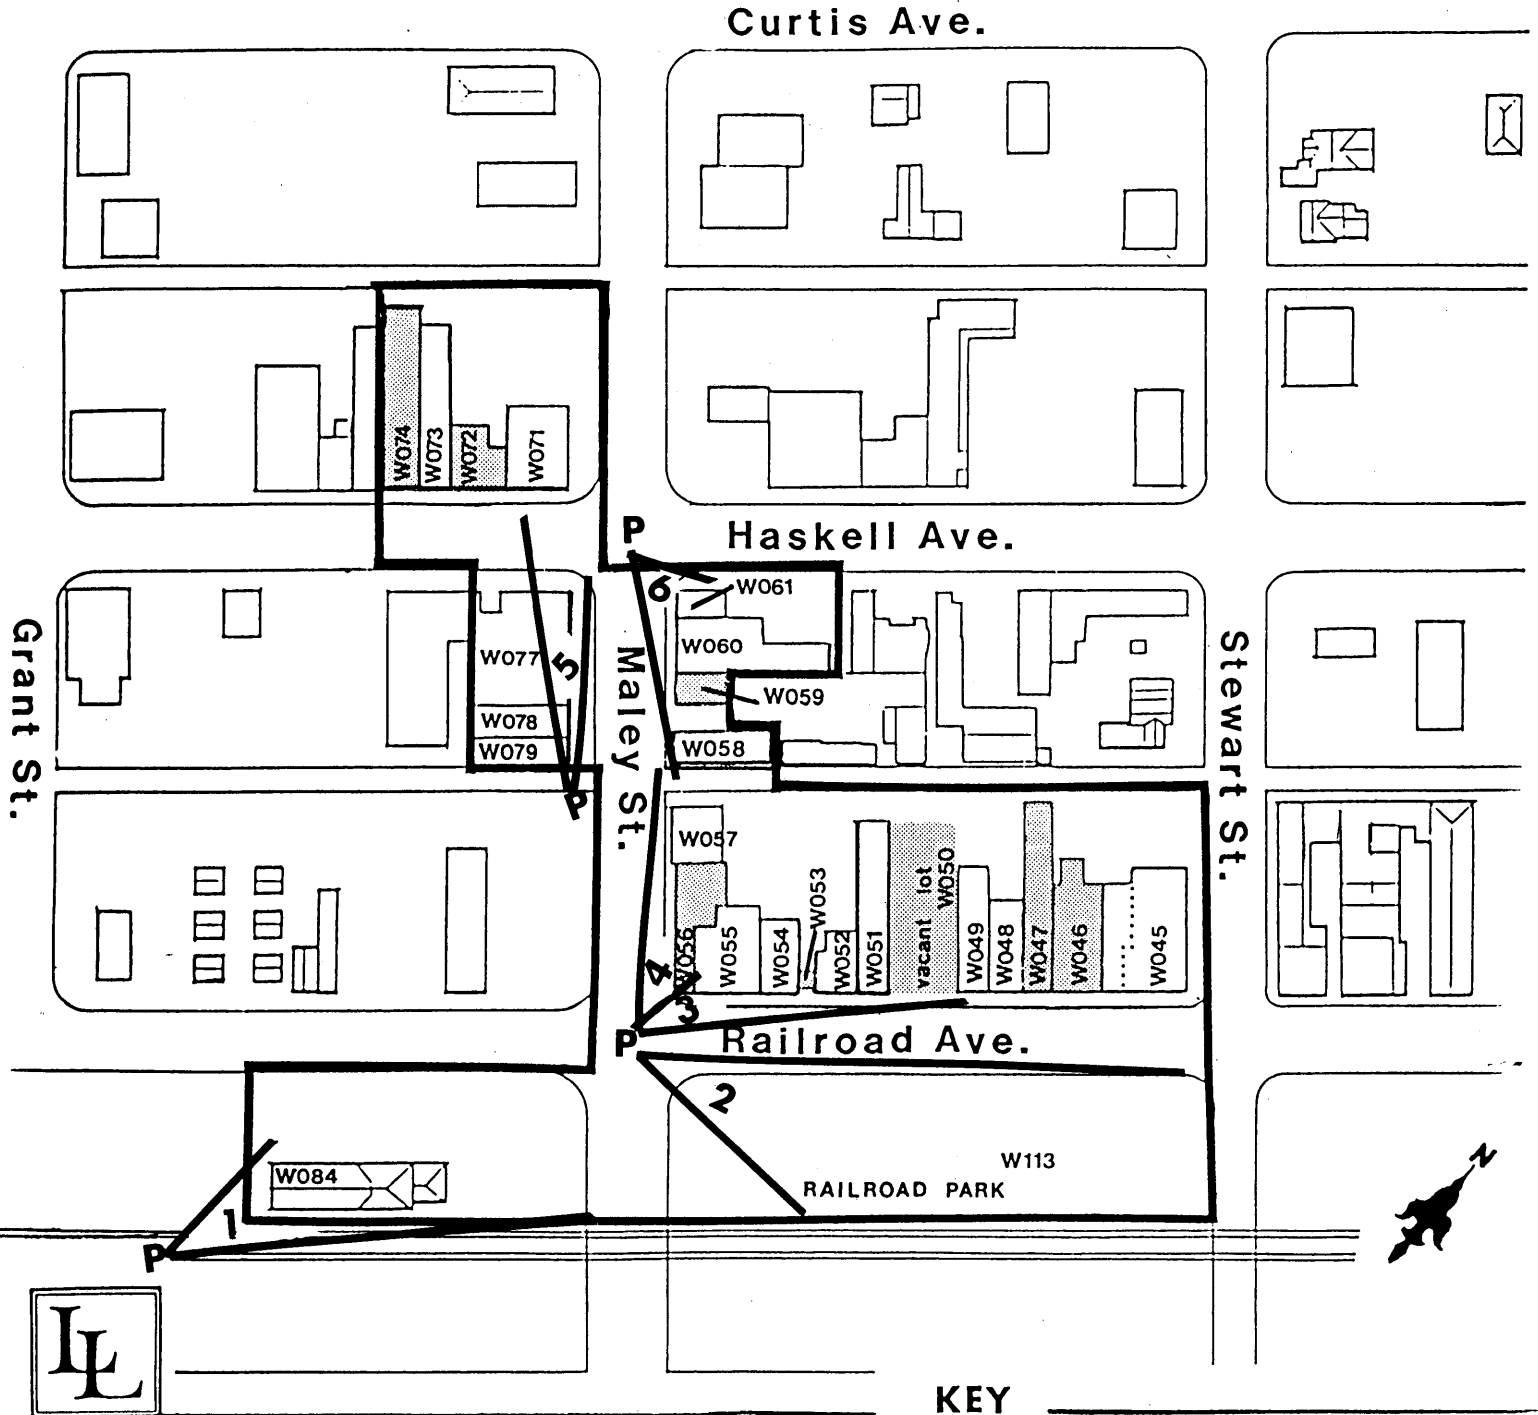 Curtis Ave.
W074
W073
W072
W071
P
Haskell Ave.
6
W061
W077
5
W060
W059
W078
W079
W058
P
Grant St.
Maley St.
Stewart St.
W057
W056
W055
W054
W053
W052
W051
vacant lot
W050
W049
W048
W047
W046
W045
4
3
P
Railroad Ave.
2
W084
W113
RAILROAD PARK
1
P
N
LL
KEY